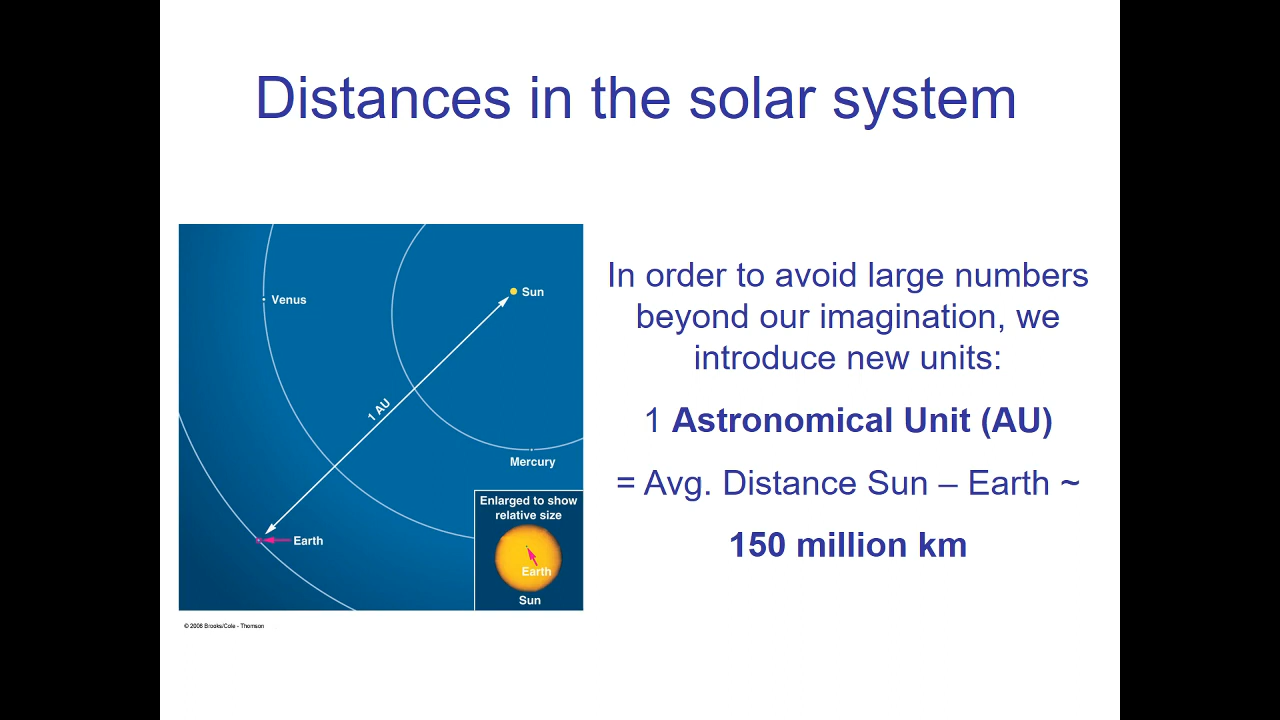 Distances in the solar system
Venus
Sun
1 AU
Mercury
Earth
Enlarged to show
relative size
Earth
Sun
© 2006 Brooks/Cole - Thomson
In order to avoid large numbers
beyond our imagination, we
introduce new units:
1 Astronomical Unit (AU)
= Avg. Distance Sun – Earth ~
150 million km